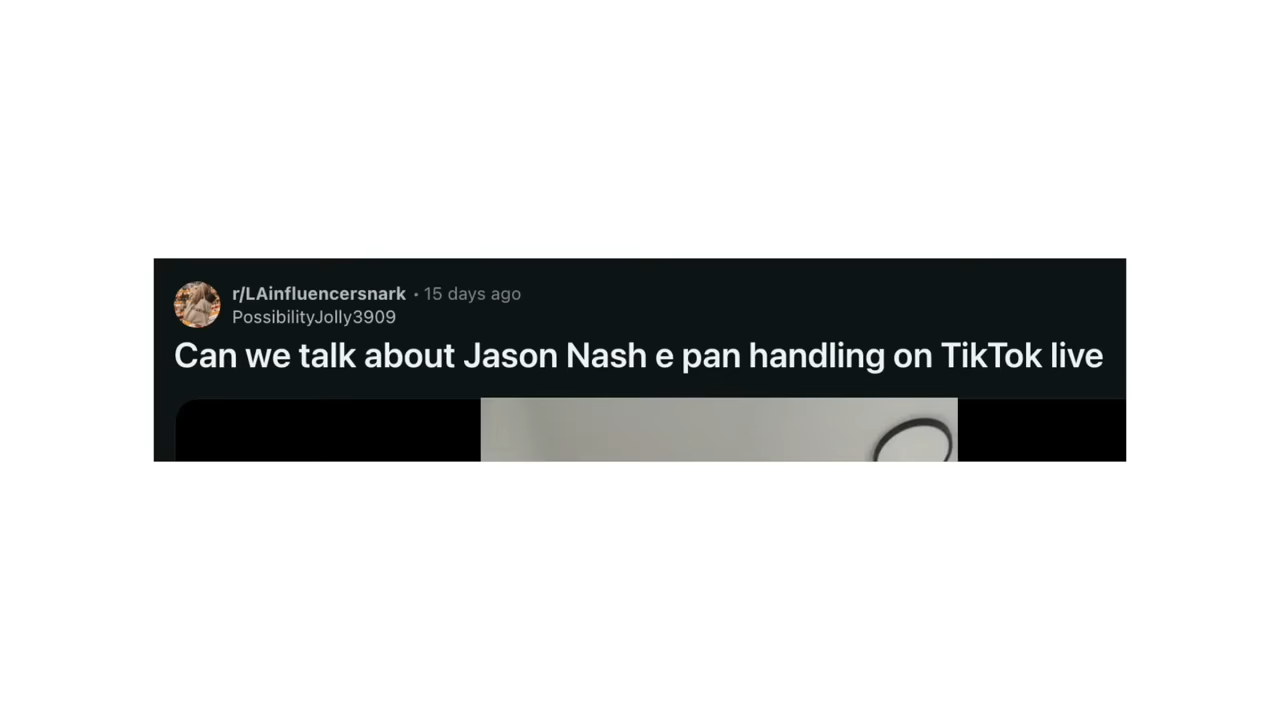 r/LAinfluencersnark • 15 days ago
PossibilityJolly3909
Can we talk about Jason Nash e pan handling on TikTok live